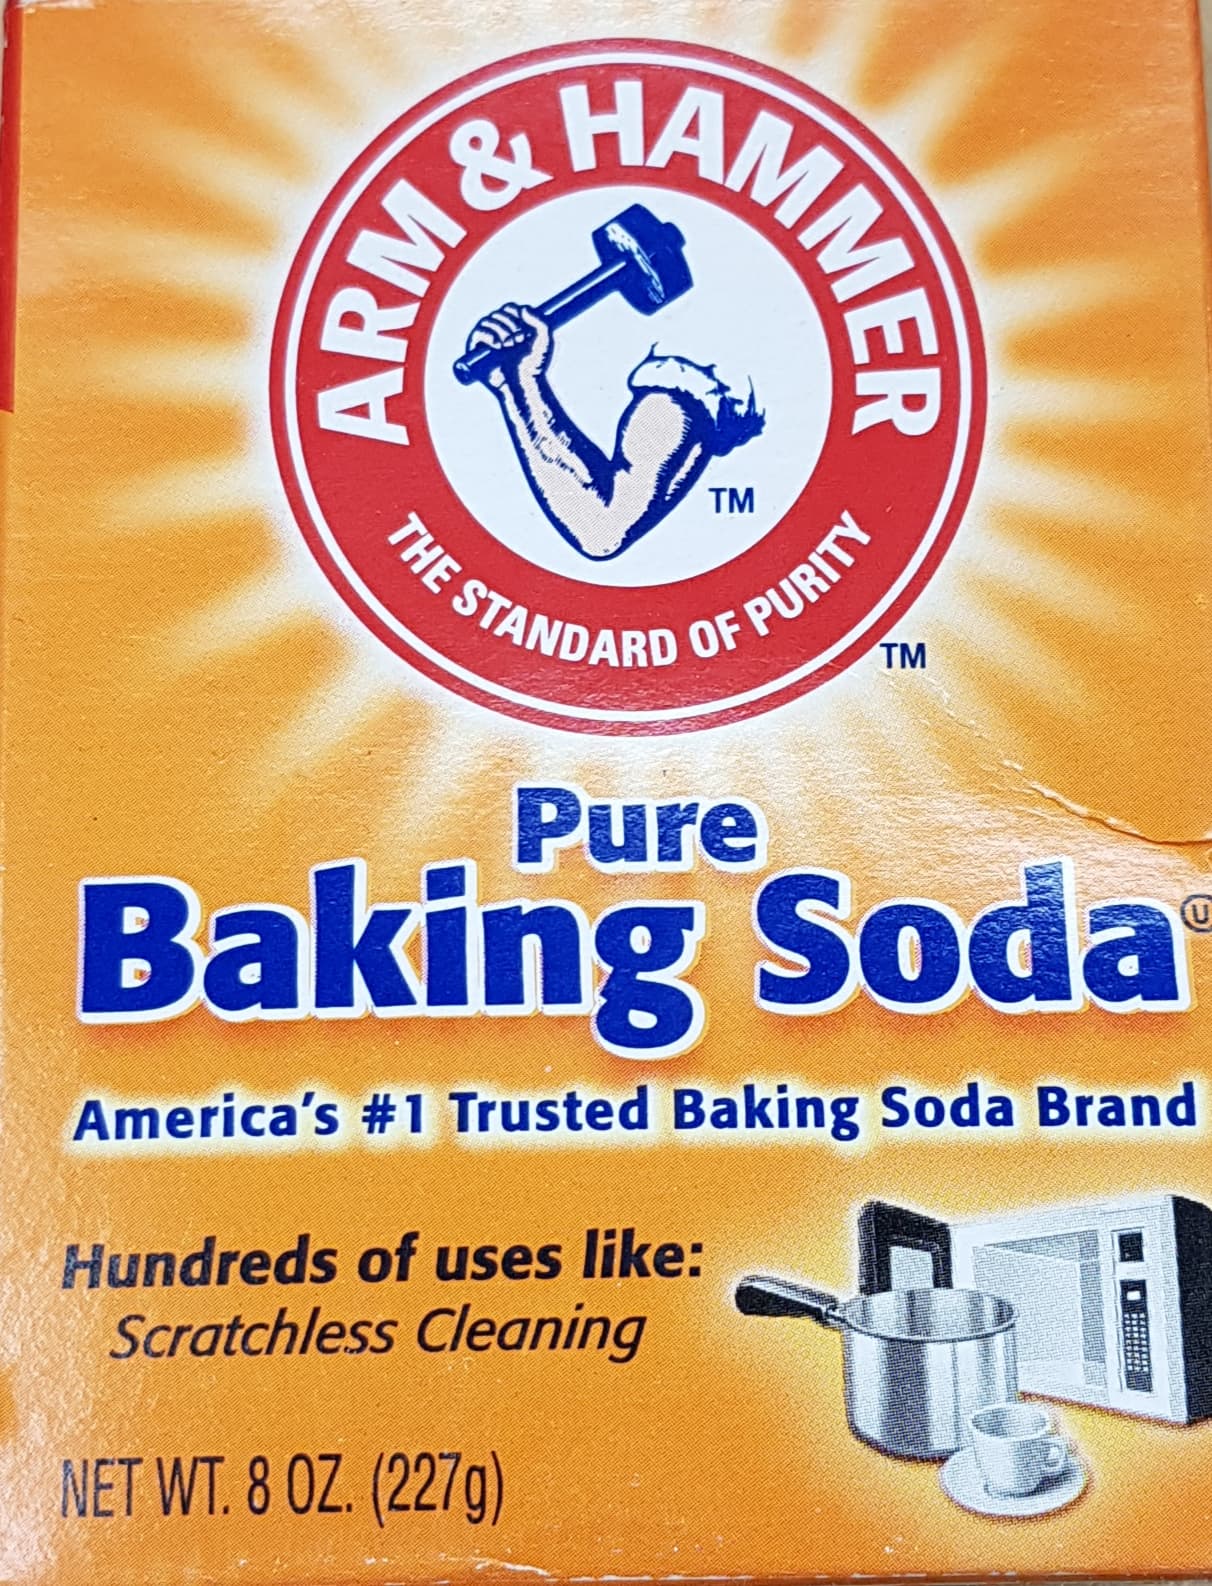 ARM & HAMMER
TM
THE STANDARD OF PURITY
TM
Pure
Baking Soda Ⓤ
America's #1 Trusted Baking Soda Brand
Hundreds of uses like:
Scratchless Cleaning
NET WT. 8 OZ. (227g)